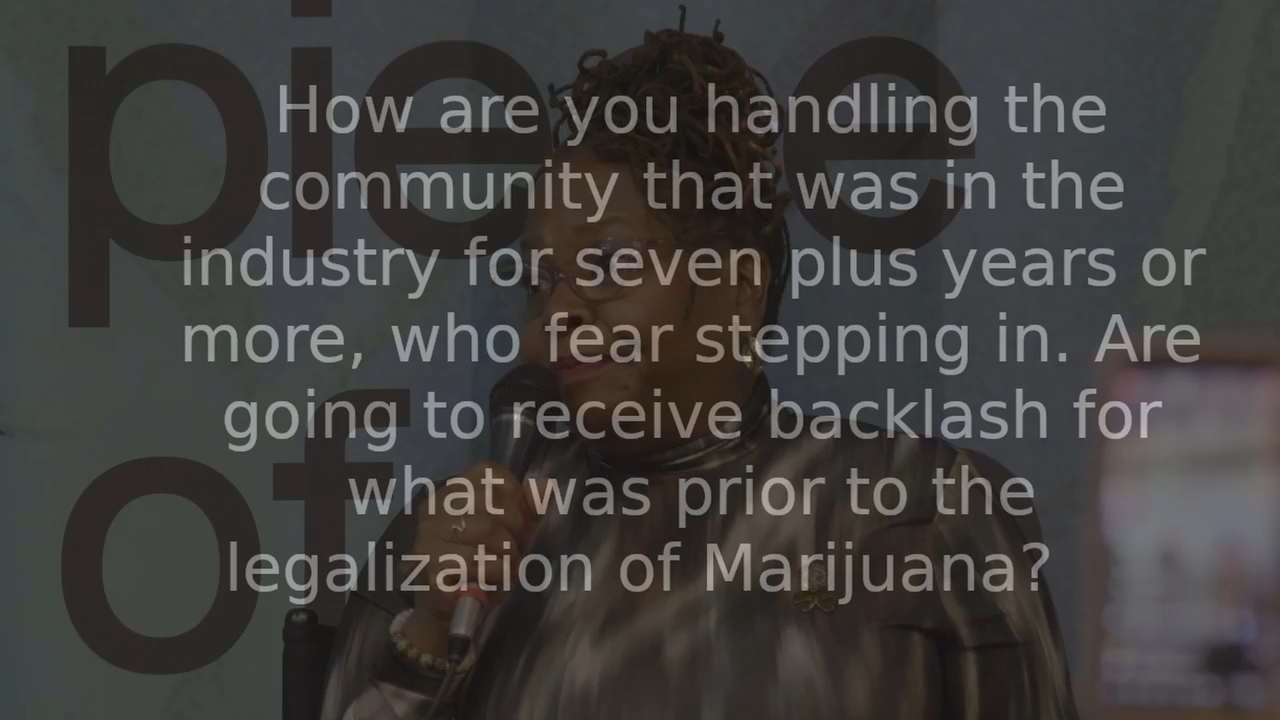 piece
How are you handling the
community that was in the
industry for seven plus years or
more, who fear stepping in. Are
going to receive backlash for
what was prior to the
legalization of Marijuana?
of